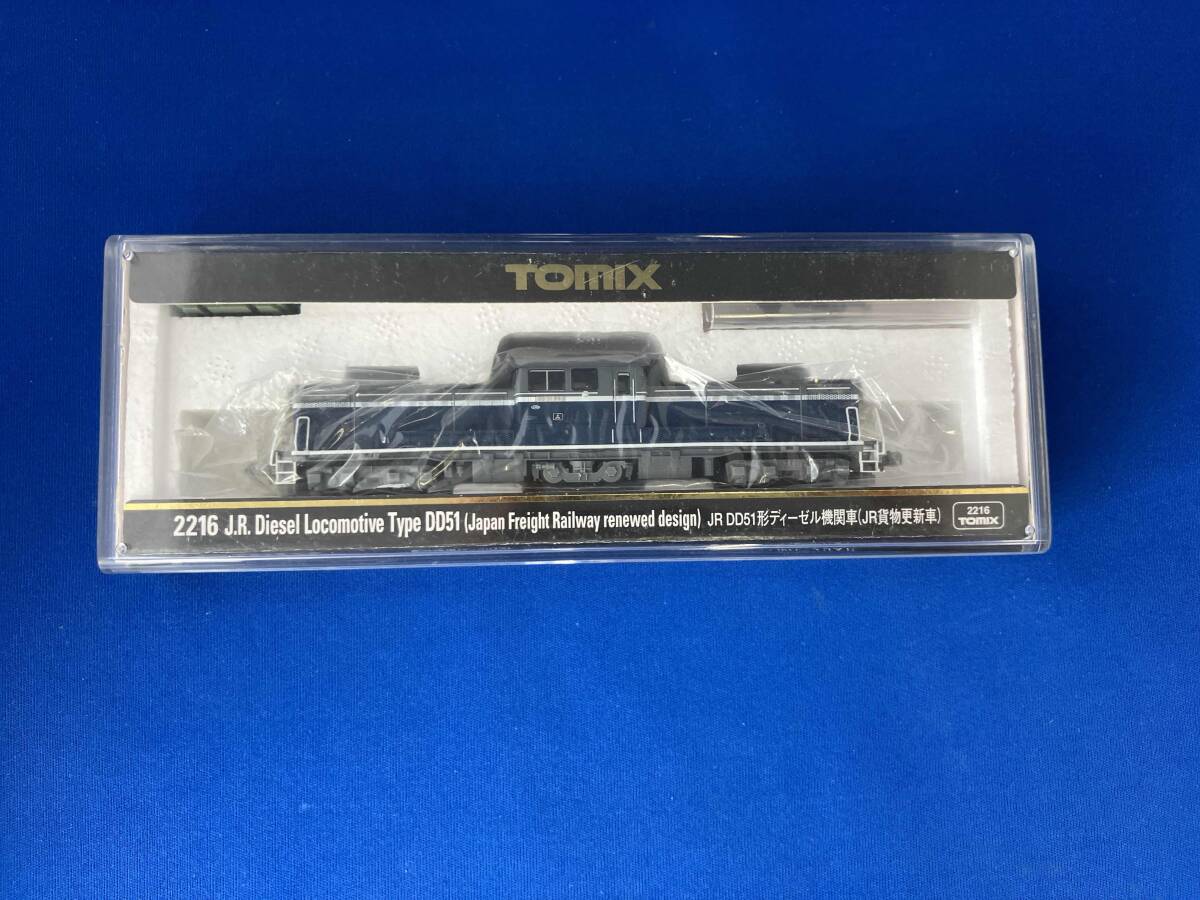 TOMIX
2216 J.R. Diesel Locomotive Type DD51 (Japan Freight Railway renewed design) JR DD51形ディーゼル機関車(JR貨物更新車)
2216
TOMIX